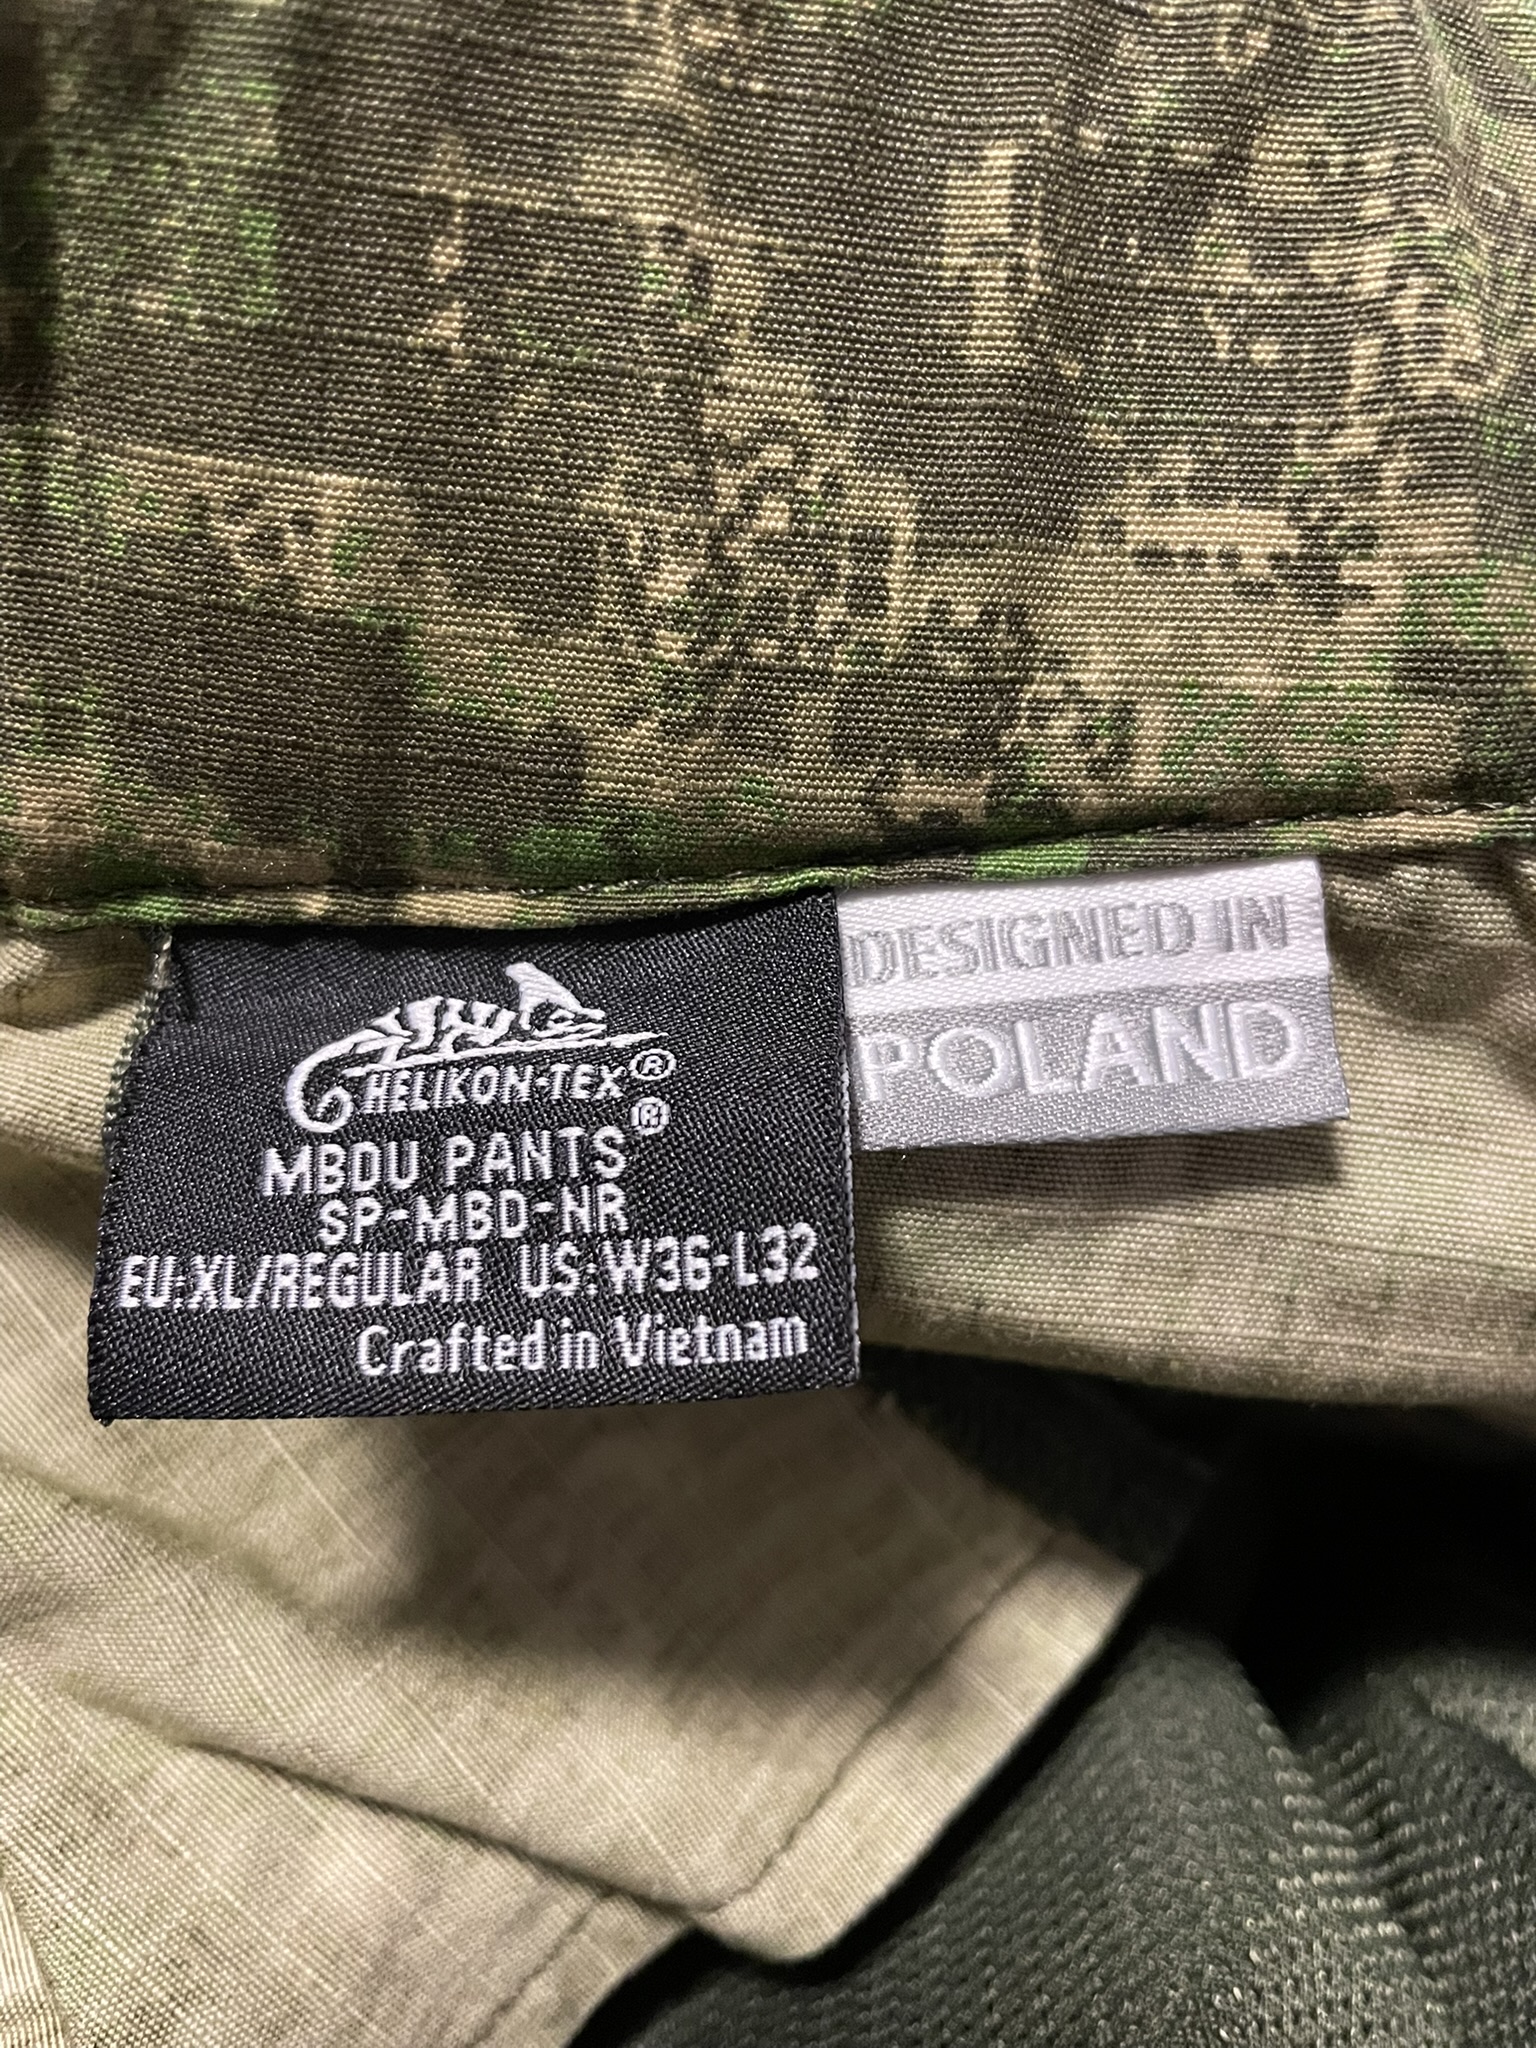 HELIKON-TEX®
MBDU PANTS®
SP-MBD-NR
EU:XL/REGULAR US:W36-L32
Crafted in Vietnam
DESIGNED IN
POLAND